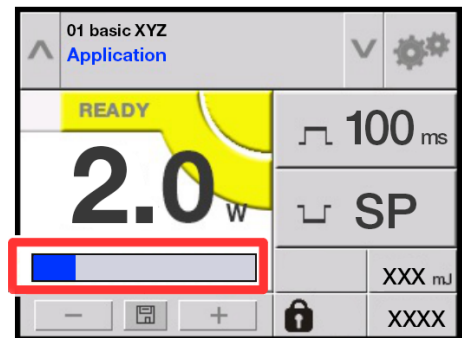 01 basic XYZ
Application
READY
2.0 W
100 ms
SP
XXX mJ
− +
XXXX